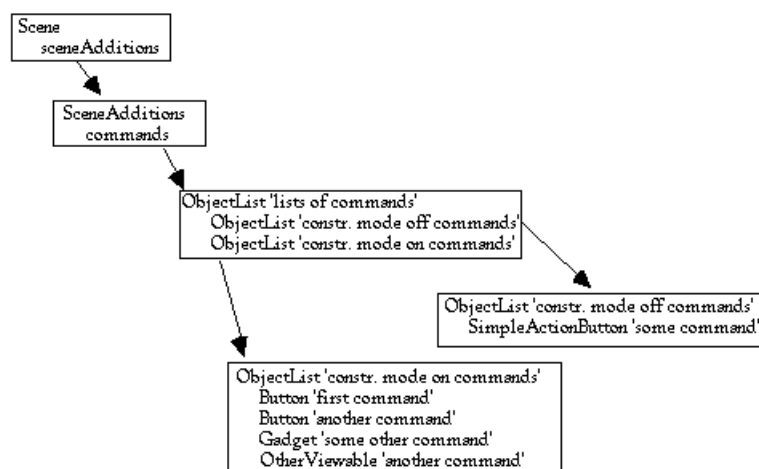 Scene
sceneAdditions
SceneAdditions
commands
ObjectList 'lists of commands'
ObjectList 'constr. mode off commands'
ObjectList 'constr. mode on commands'
ObjectList 'constr. mode off commands'
SimpleActionButton 'some command'
ObjectList 'constr. mode on commands'
Button 'first command'
Button 'another command'
Gadget 'some other command'
OtherViewable 'another command'